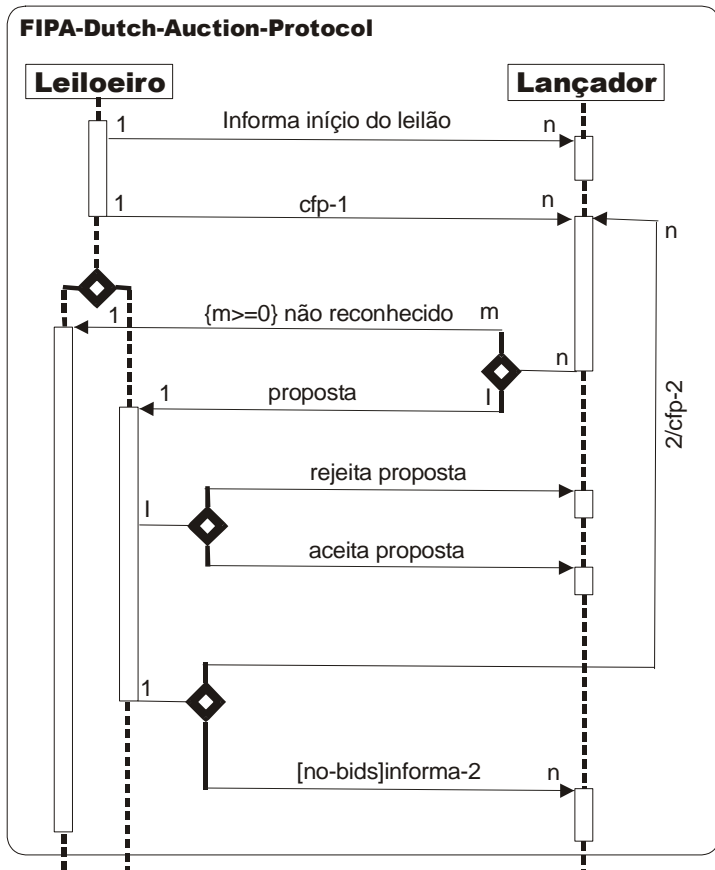 FIPA-Dutch-Auction-Protocol
Leiloeiro
Lançador
1
Informa iníçio do leilão
n
1
cfp-1
n
n
1
{m>=0} não reconhecido
m
n
1
proposta
l
2/cfp-2
rejeita proposta
l
aceita proposta
1
[no-bids]informa-2
n